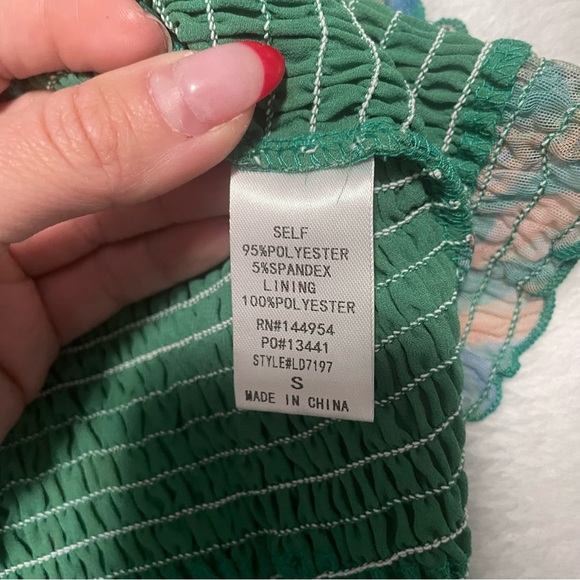 SELF
95%POLYESTER
5%SPANDEX
LINING
100%POLYESTER
RN#144954
PO#13441
STYLE#LD7197
S
MADE IN CHINA